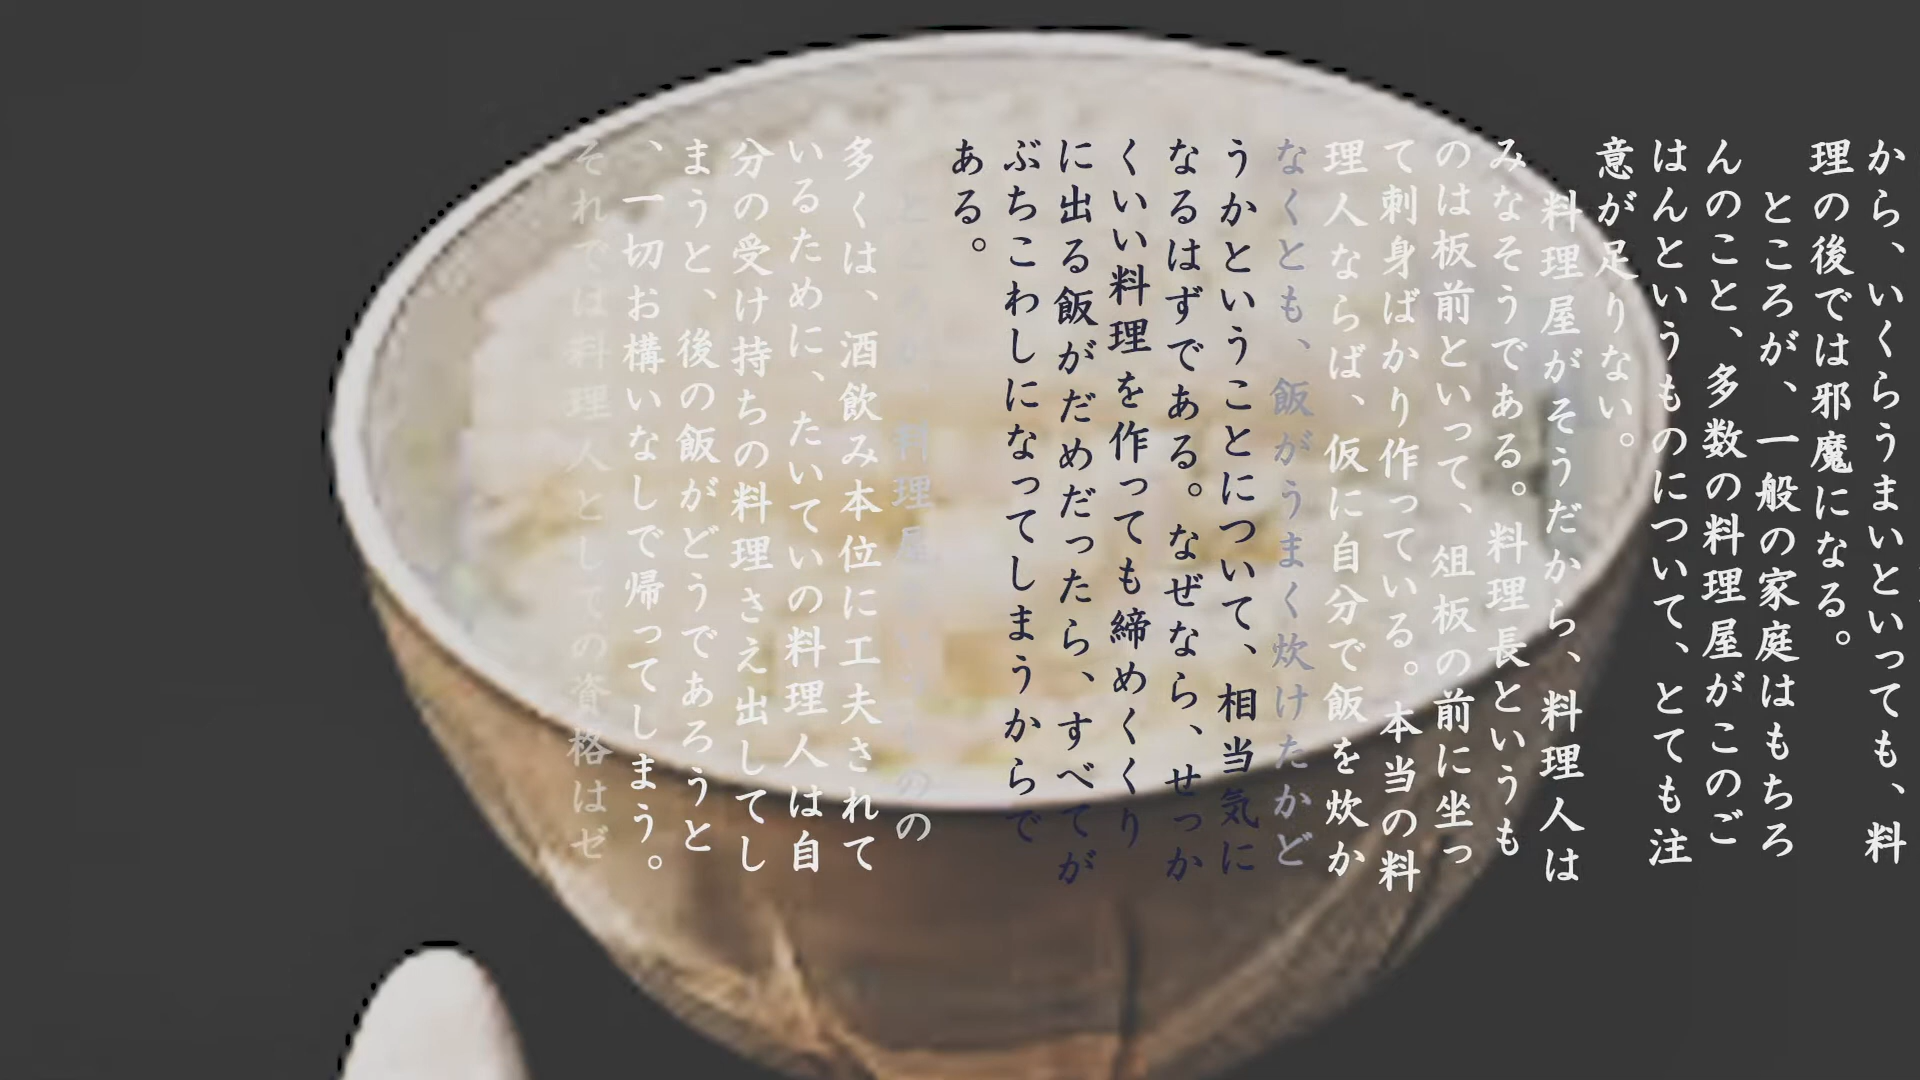 から、いくらうまいといっても、料
理の後では邪魔になる。
ところが、一般の家庭はもちろ
んのこと、多数の料理屋がこのご
はんというものについて、とても注
意が足りない。
料理屋がそうだから、料理人は
みなそうである。料理長というも
のは板前といって、俎板の前に坐っ
て刺身ばかり作っている。本当の料
理人ならば、仮に自分で飯を炊か
なくとも、飯がうまく炊けたかど
うかということについて、相当気に
なるはずである。なぜなら、せっか
くいい料理を作っても締めくくり
に出る飯がだめだったら、すべてが
ぶちこわしになってしまうからで
ある。
料理屋
多くは、酒飲み本位に工夫されて
いるために、たいていの料理人は自
分の受け持ちの料理さえ出してし
まうと、後の飯がどうであろうと
、一切お構いなしで帰ってしまう。
それでは料理人としての資格はゼ